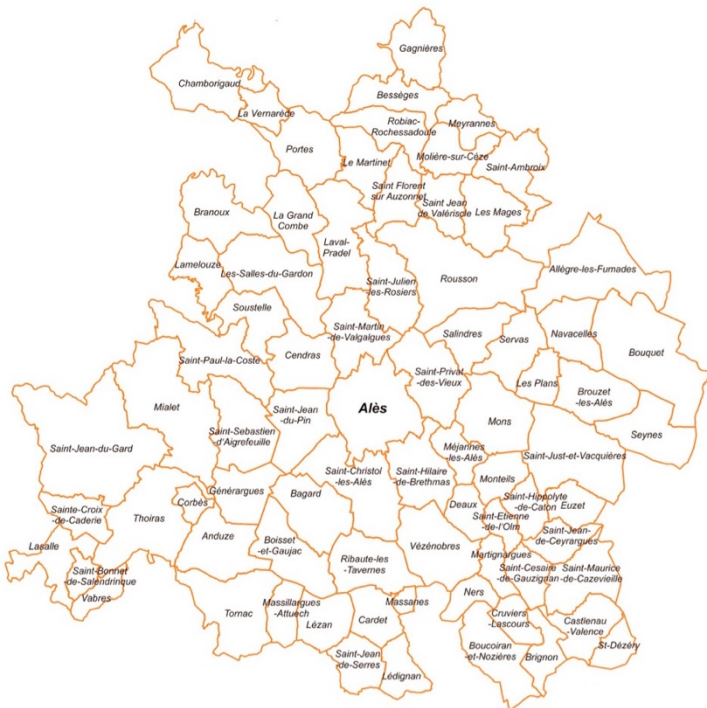 Gagnières
Chamborigaud
Bessèges
La Vernarède
Robiac-
Rochessadoule
Meyrannes
Portes
Le Martinet
Molière-sur-Cèze
Saint-Ambroix
Saint Florent
sur Auzonnet
Saint Jean
de Valériscle
Les Mages
Branoux
La Grand
Combe
Laval-
Pradel
Lamelouze
Les-Salles-du-Gardon
Saint-Julien
-les-Rosiers
Rousson
Allègre-les-Fumades
Soustelle
Saint-Martin
-de-Valgalgues
Salindres
Servas
Navacelles
Bouquet
Saint-Paul-la-Coste
Cendras
Saint-Privat
-des-Vieux
Les Plans
Brouzet
-les-Alés
Mialet
Saint-Jean
-du-Pin
Alès
Mons
Seynes
Saint-Jean-du-Gard
Saint-Sebastien
-d'Aigrefeuille
Méjannes
-les-Alés
Saint-Just-et-Vacquières
Saint-Christol
-les-Alés
Saint-Hilaire
-de-Brethmas
Monteils
Générargues
Bagard
Sainte-Croix
-de-Caderie
Corbès
Thoiras
Deaux
Saint-Hippolyte
-de-Caton
Euzet
Saint-Etienne
-de-l'Olm
Anduze
Boisset
-et-Gaujac
Vézénobres
Saint-Jean-
de-Ceyrargues
Lasalle
Ribaute-les
-Tavernes
Martignargues
Saint-Bonnet
-de-Salendrinque
Saint-Cesaire
-de-Gauzignan
Saint-Maurice
-de-Cazevieille
Vabres
Ners
Tornac
Massillargues
-Attuech
Lézan
Cardet
Massanes
Cruviers
-Lascours
Castlenau
-Valence
Saint-Jean
-de-Serres
Lédignan
Boucoiran
-et-Nozières
Brignon
St-Dézéry